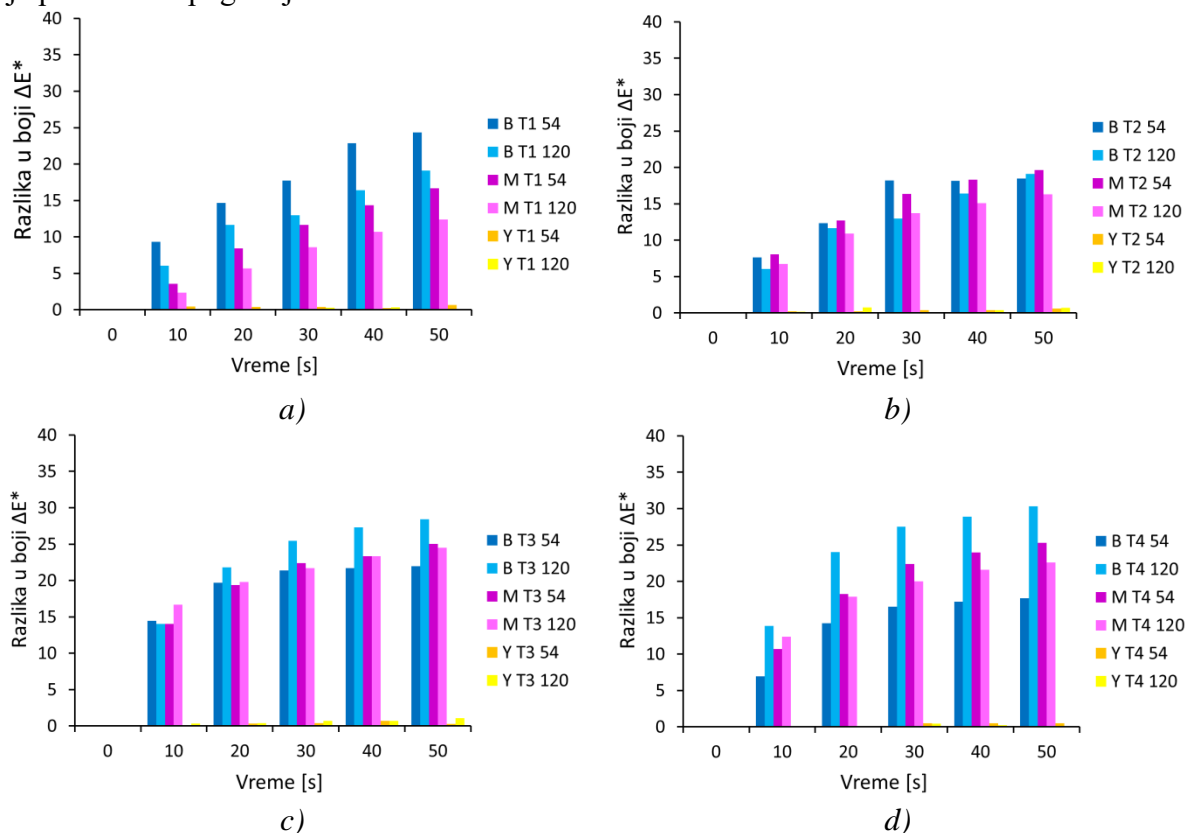 40
35
30
25
20
15
10
5
0
Razlika u boji ΔE*
0 10 20 30 40 50
Vreme [s]
B T1 54
B T1 120
M T1 54
M T1 120
Y T1 54
Y T1 120
a)
40
35
30
25
20
15
10
5
0
Razlika u boji ΔE*
0 10 20 30 40 50
Vreme [s]
B T2 54
B T2 120
M T2 54
M T2 120
Y T2 54
Y T2 120
b)
40
35
30
25
20
15
10
5
0
Razlika u boji ΔE*
0 10 20 30 40 50
Vreme [s]
B T3 54
B T3 120
M T3 54
M T3 120
Y T3 54
Y T3 120
c)
40
35
30
25
20
15
10
5
0
Razlika u boji ΔE*
0 10 20 30 40 50
Vreme [s]
B T4 54
B T4 120
M T4 54
M T4 120
Y T4 54
Y T4 120
d)